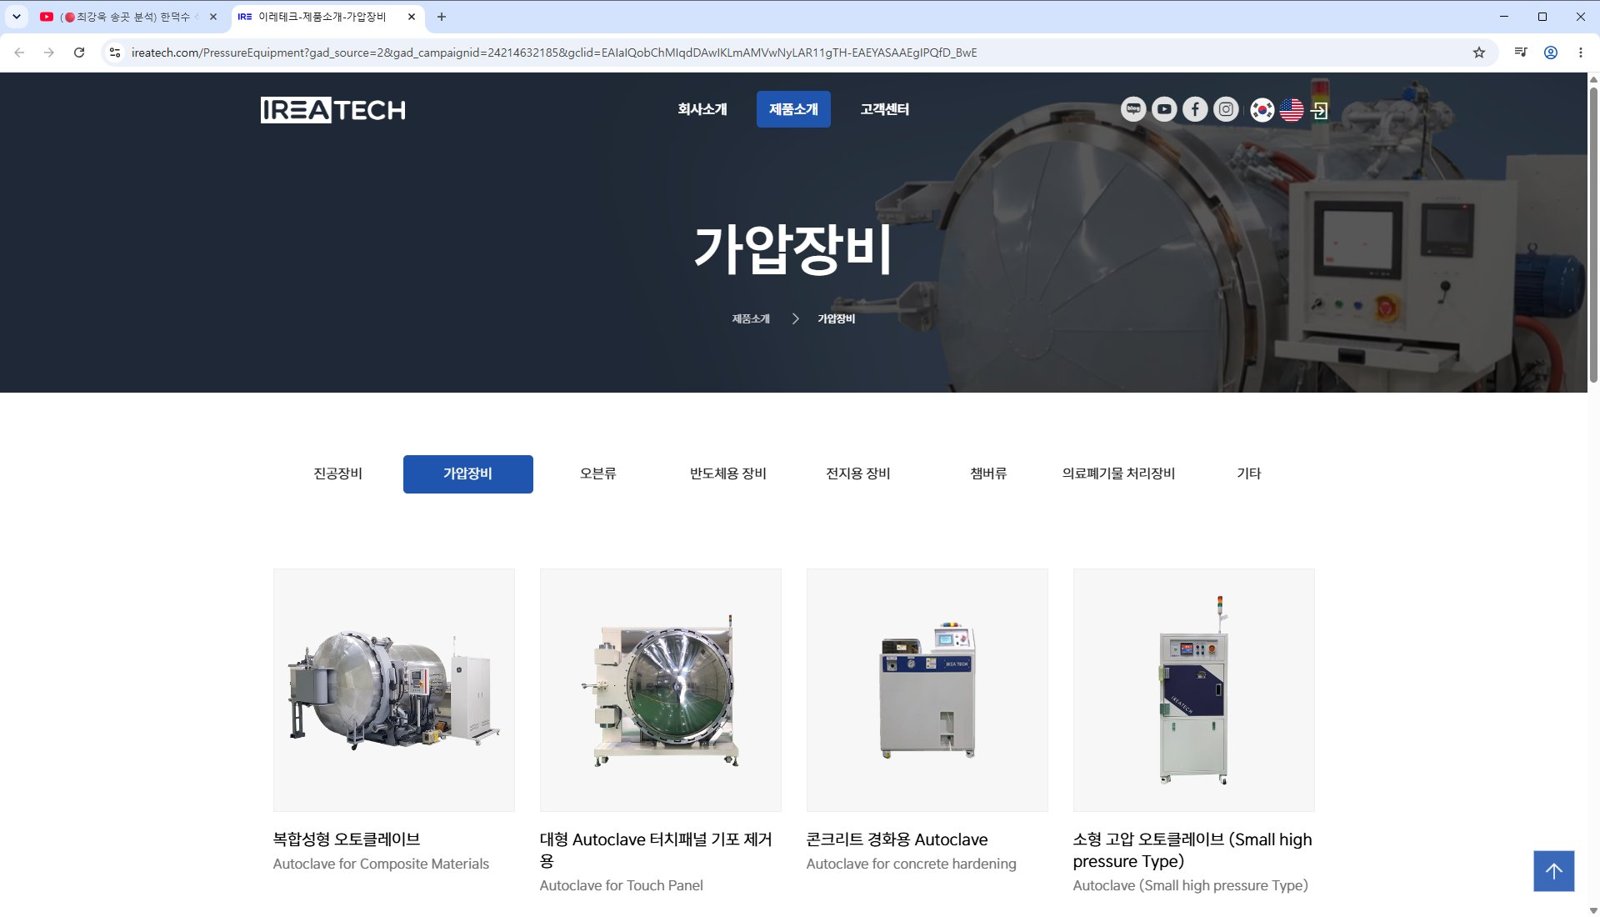 (🔴최강욱 송곳 분석) 한덕수
IRE 이레테크-제품소개-가압장비
ireatech.com/PressureEquipment?gad_source=2&gad_campaignid=24214632185&gclid=EAIaIQobChMIqdDAwIKLmAMVwNyLAR11gTH-EAEYASAAEgIPQfD_BwE
IREATECH
회사소개
제품소개
고객센터
blog
가압장비
제품소개
가압장비
진공장비
가압장비
오븐류
반도체용 장비
전지용 장비
챔버류
의료폐기물 처리장비
기타
IREA TECH
IREATECH
복합성형 오토클레이브
Autoclave for Composite Materials
대형 Autoclave 터치패널 기포 제거
용
Autoclave for Touch Panel
콘크리트 경화용 Autoclave
Autoclave for concrete hardening
소형 고압 오토클레이브 (Small high
pressure Type)
Autoclave (Small high pressure Type)